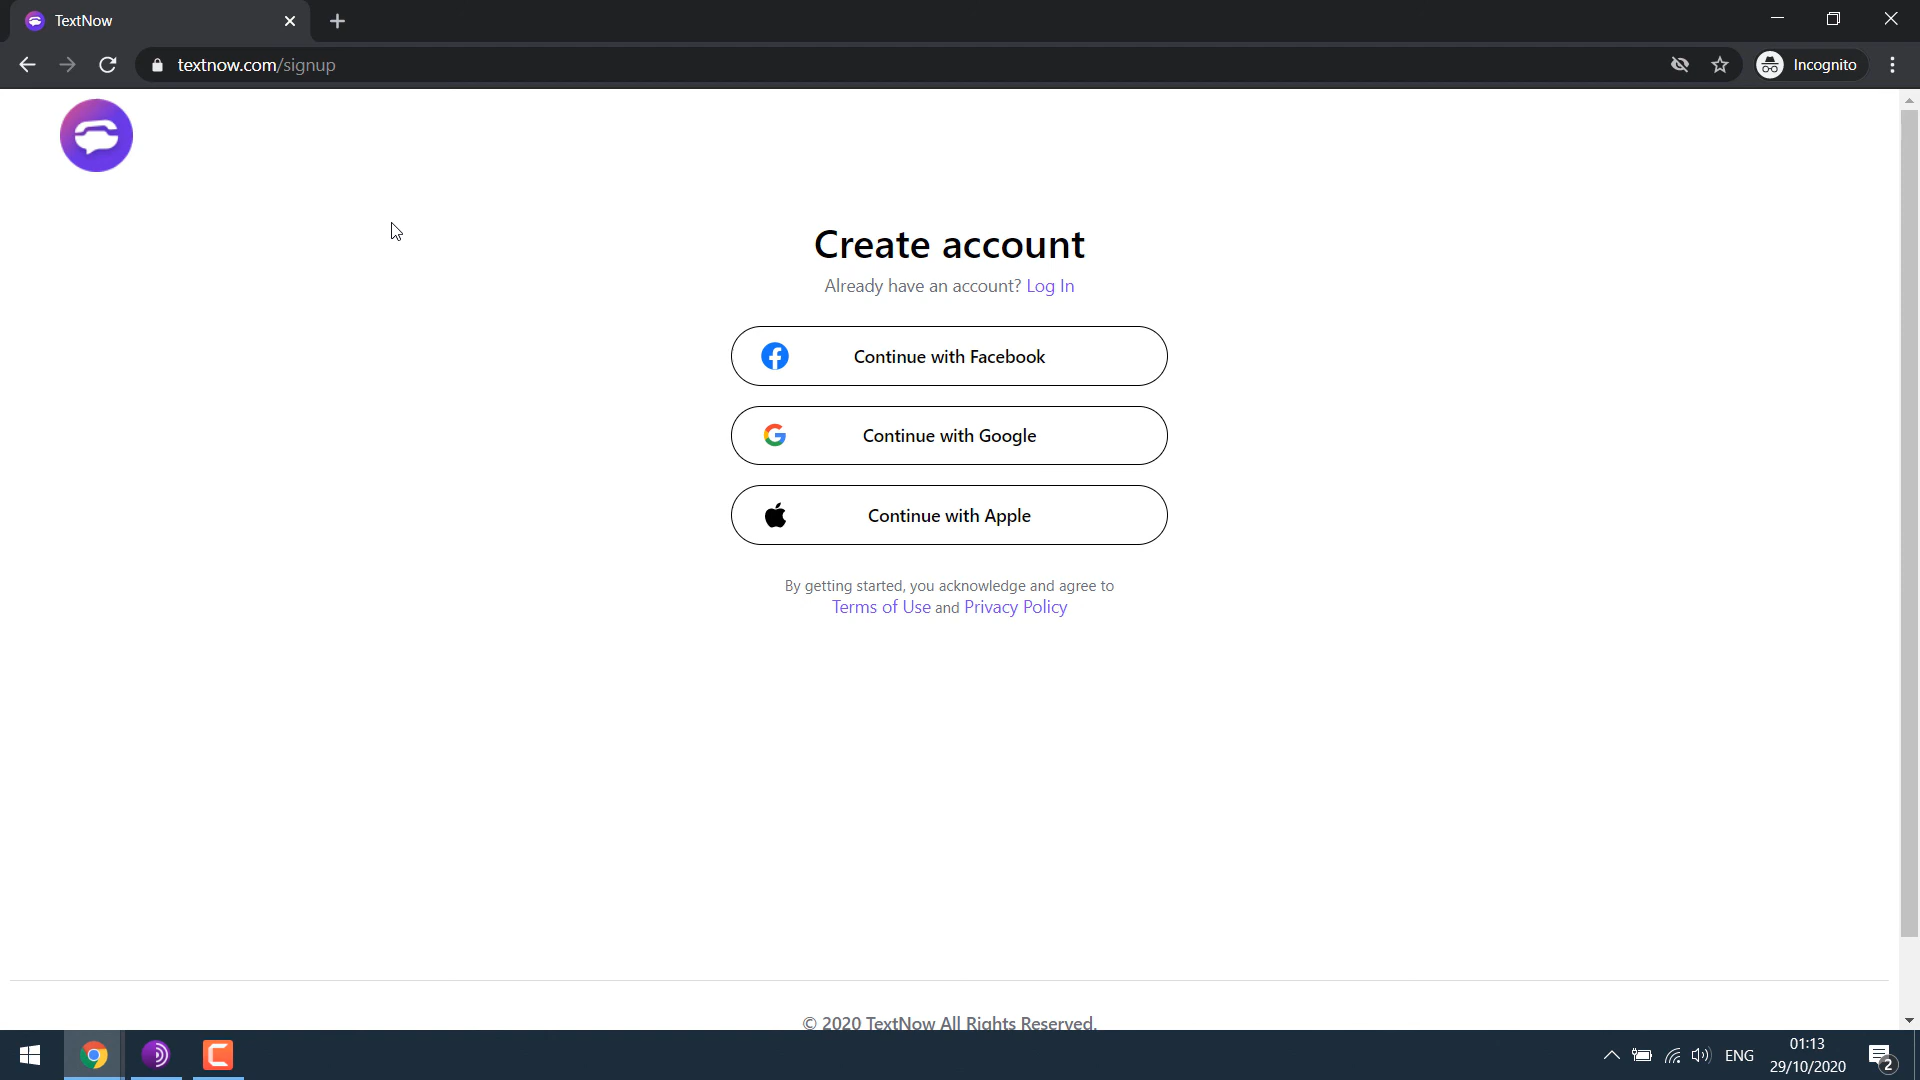 TextNow
textnow.com/signup
Incognito
Create account
Already have an account? Log In
Continue with Facebook
Continue with Google
Continue with Apple
By getting started, you acknowledge and agree to
Terms of Use and Privacy Policy
© 2020 TextNow All Rights Reserved.
ENG
01:13
29/10/2020
2